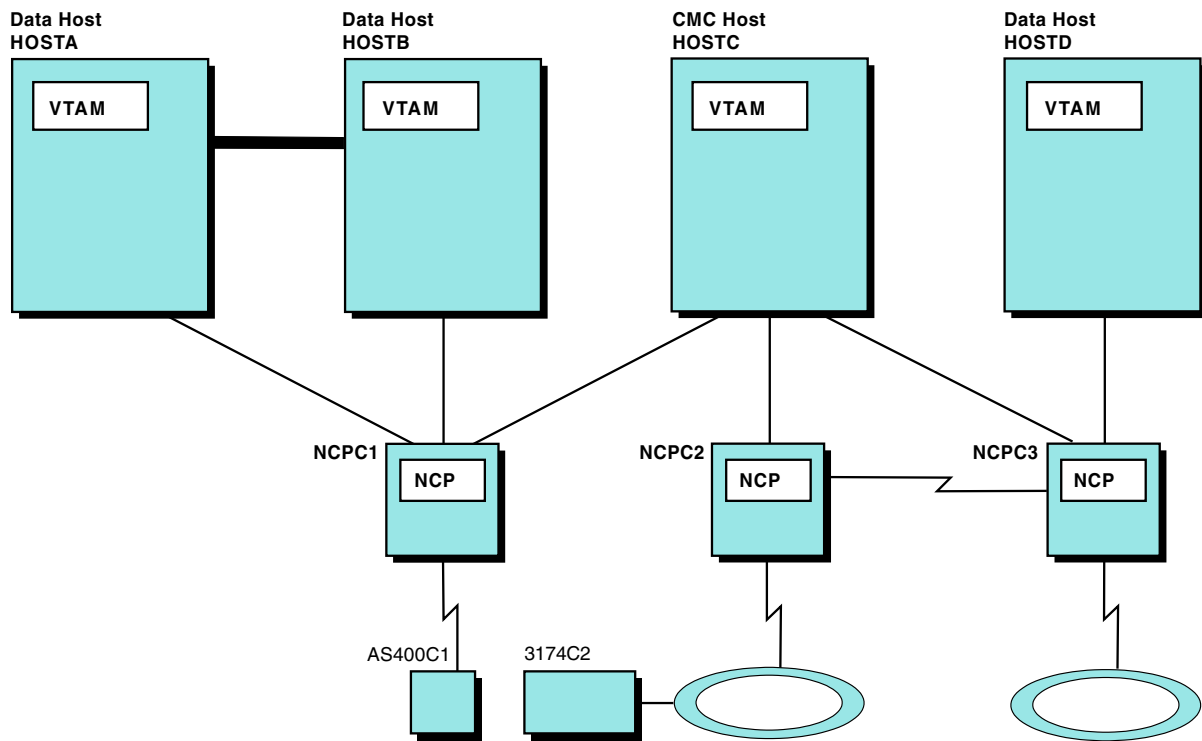 Data Host
HOSTA
Data Host
HOSTB
CMC Host
HOSTC
Data Host
HOSTD
VTAM
VTAM
VTAM
VTAM
NCPC1
NCPC2
NCPC3
NCP
NCP
NCP
AS400C1
3174C2